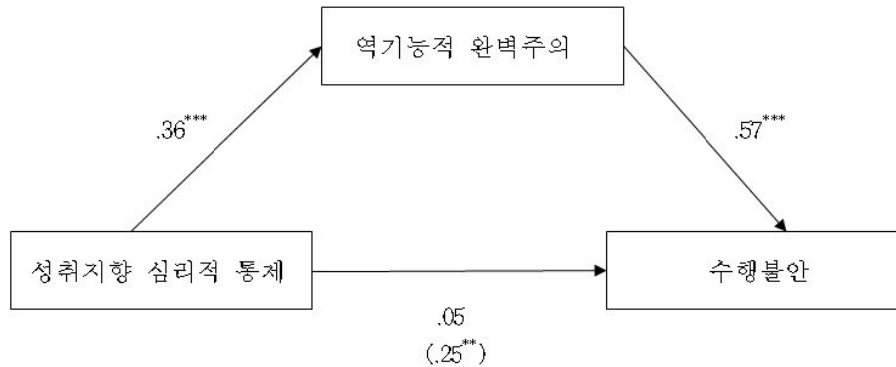 역기능적 완벽주의
.36***
.57***
성취지향 심리적 통제
수행불안
.05
(.25**)